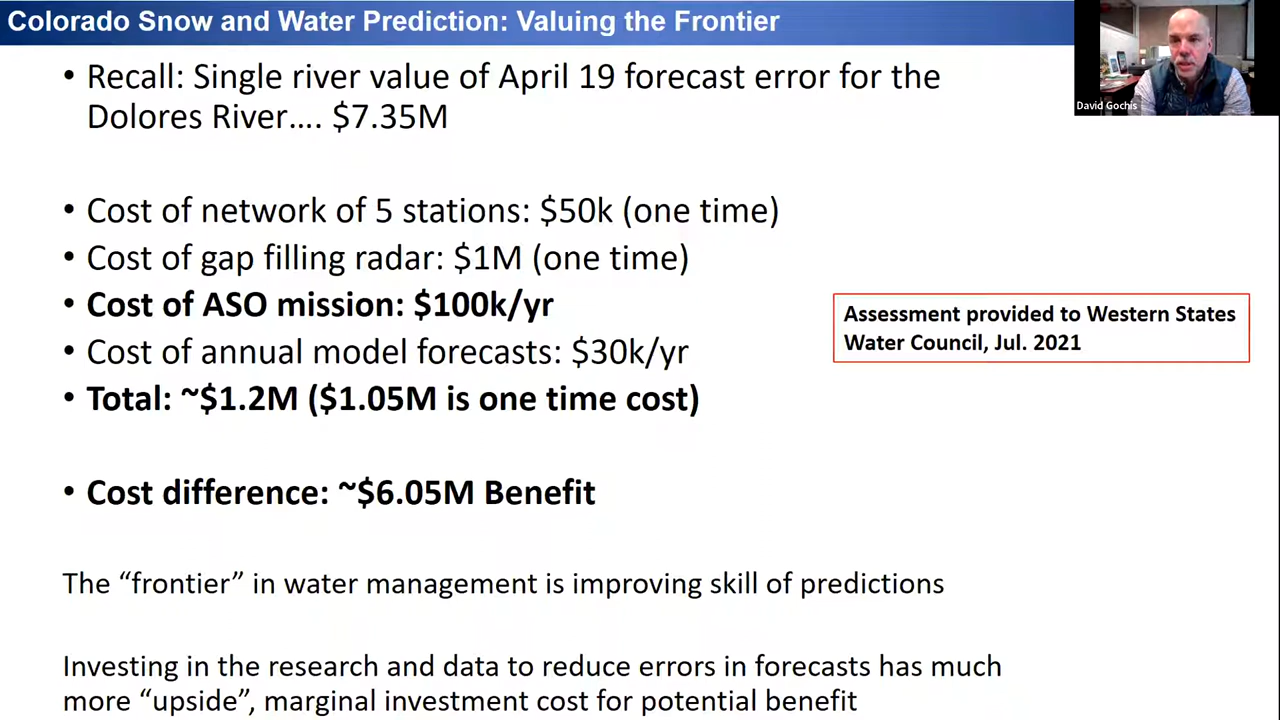 Colorado Snow and Water Prediction: Valuing the Frontier
David Gochis
• Recall: Single river value of April 19 forecast error for the
Dolores River…. $7.35M
• Cost of network of 5 stations: $50k (one time)
• Cost of gap filling radar: $1M (one time)
• Cost of ASO mission: $100k/yr
• Cost of annual model forecasts: $30k/yr
• Total: ~$1.2M ($1.05M is one time cost)
Assessment provided to Western States
Water Council, Jul. 2021
• Cost difference: ~$6.05M Benefit
The “frontier” in water management is improving skill of predictions
Investing in the research and data to reduce errors in forecasts has much
more “upside”, marginal investment cost for potential benefit